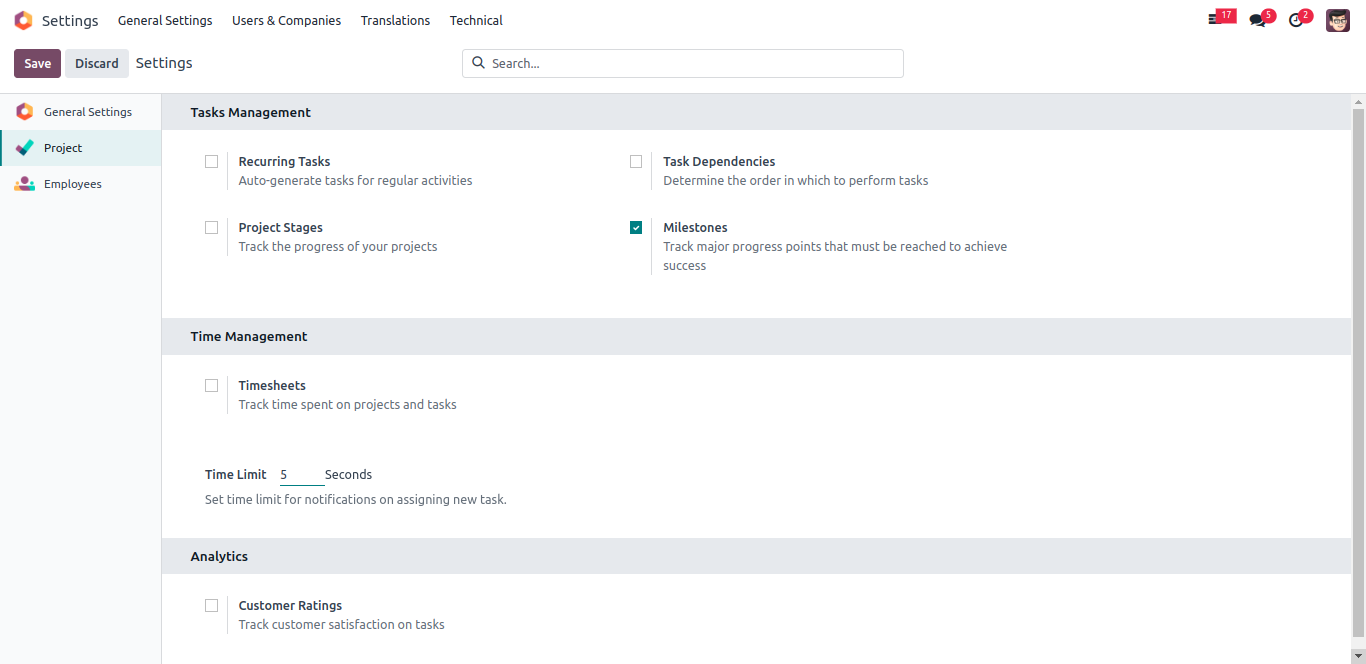 Settings General Settings Users & Companies Translations Technical 17 5 2
Save Discard Settings Search...
General Settings
Project
Employees
Tasks Management
Recurring Tasks
Auto-generate tasks for regular activities
Task Dependencies
Determine the order in which to perform tasks
Project Stages
Track the progress of your projects
Milestones
Track major progress points that must be reached to achieve
success
Time Management
Timesheets
Track time spent on projects and tasks
Time Limit 5 Seconds
Set time limit for notifications on assigning new task.
Analytics
Customer Ratings
Track customer satisfaction on tasks